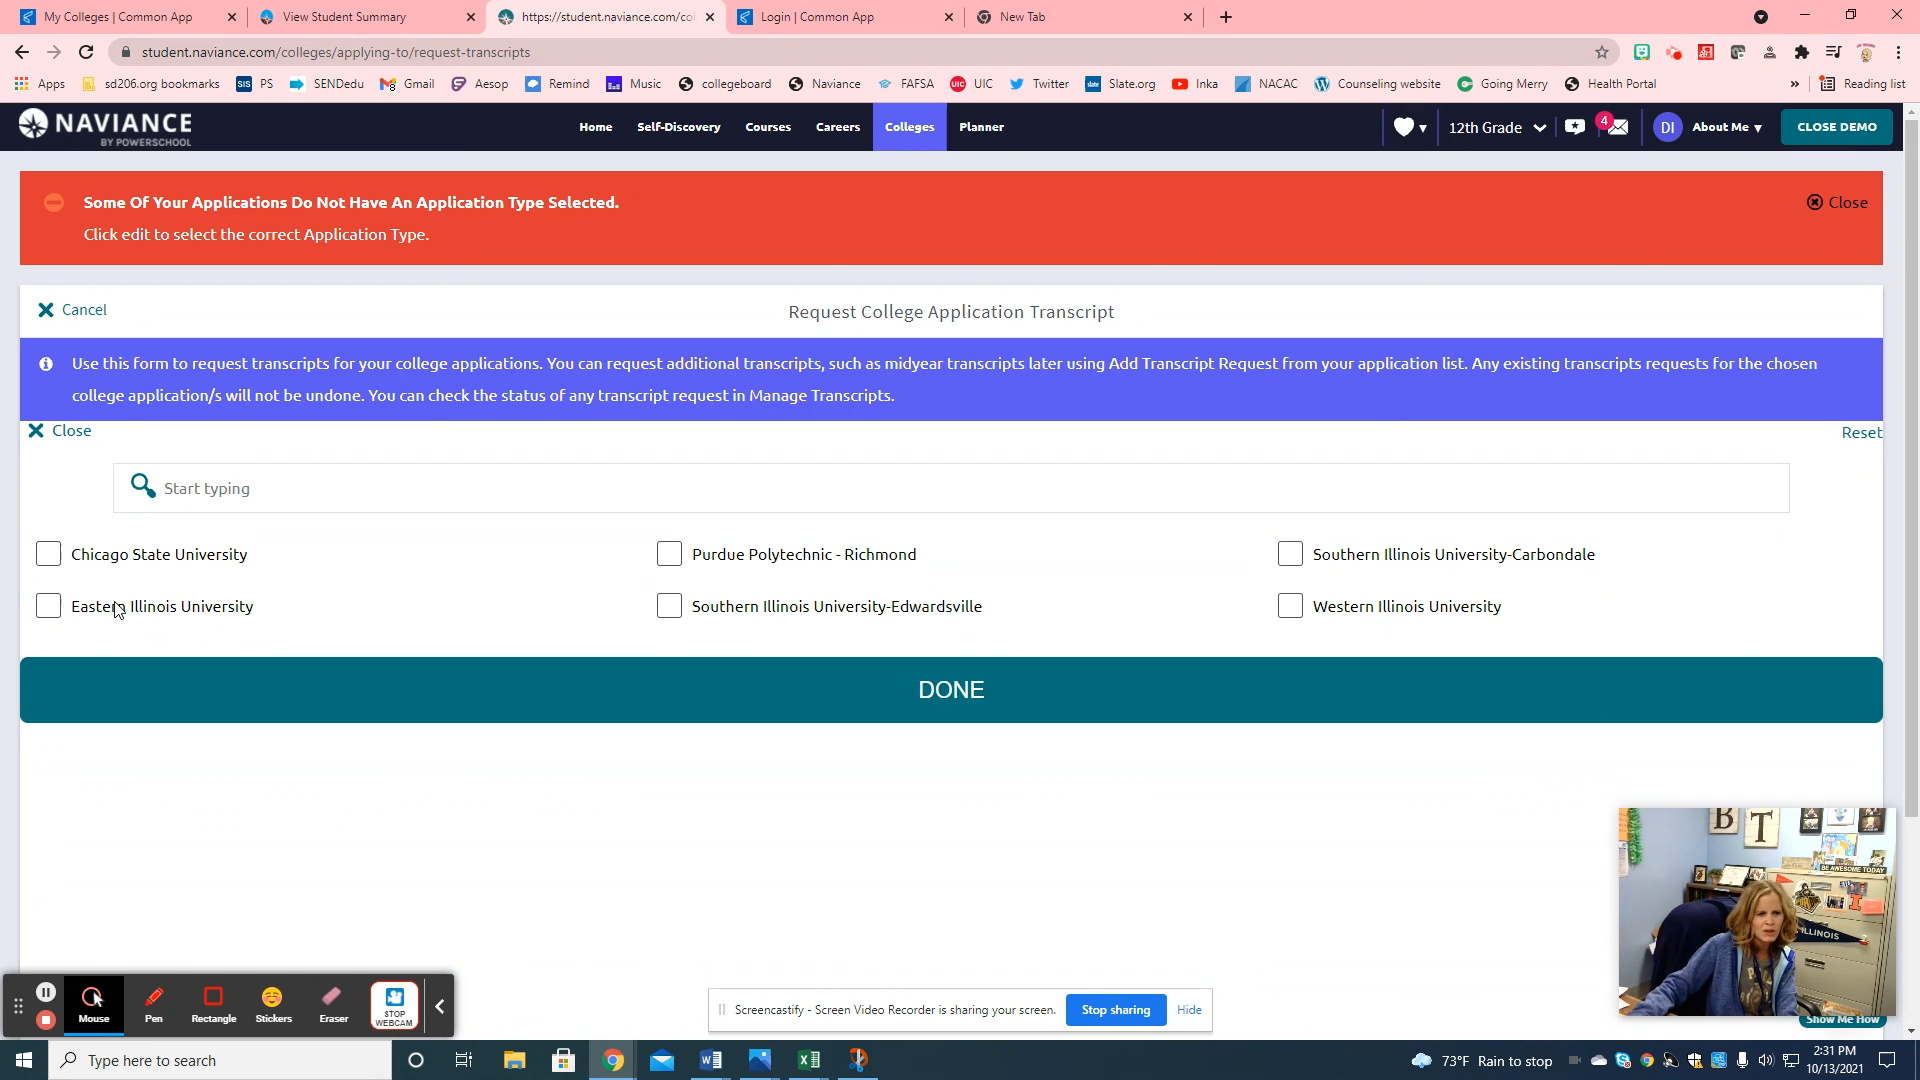 My Colleges | Common App
View Student Summary
https://student.naviance.com/col
Login | Common App
New Tab
student.naviance.com/colleges/applying-to/request-transcripts
Apps
sd206.org bookmarks
SIS PS
SENDedu
Gmail
Aesop
Remind
Music
collegeboard
Naviance
FAFSA
UIC UIC
Twitter
slate Slate.org
Inka
NACAC
Counseling website
Going Merry
Health Portal
»
Reading list
NAVIANCE
BY POWERSCHOOL
Home
Self-Discovery
Courses
Careers
Colleges
Planner
12th Grade
4
DI
About Me
CLOSE DEMO
Some Of Your Applications Do Not Have An Application Type Selected.
Close
Click edit to select the correct Application Type.
Cancel
Request College Application Transcript
Use this form to request transcripts for your college applications. You can request additional transcripts, such as midyear transcripts later using Add Transcript Request from your application list. Any existing transcripts requests for the chosen
college application/s will not be undone. You can check the status of any transcript request in Manage Transcripts.
Close
Reset
Start typing
Chicago State University
Purdue Polytechnic - Richmond
Southern Illinois University-Carbondale
Eastern Illinois University
Southern Illinois University-Edwardsville
Western Illinois University
DONE
B T
BE AWESOME TODAY
ILLINOIS
Show Me How
Mouse
Pen
Rectangle
Stickers
Eraser
STOP
WEBCAM
Screencastify - Screen Video Recorder is sharing your screen.
Stop sharing
Hide
Type here to search
73°F Rain to stop
2:31 PM
10/13/2021